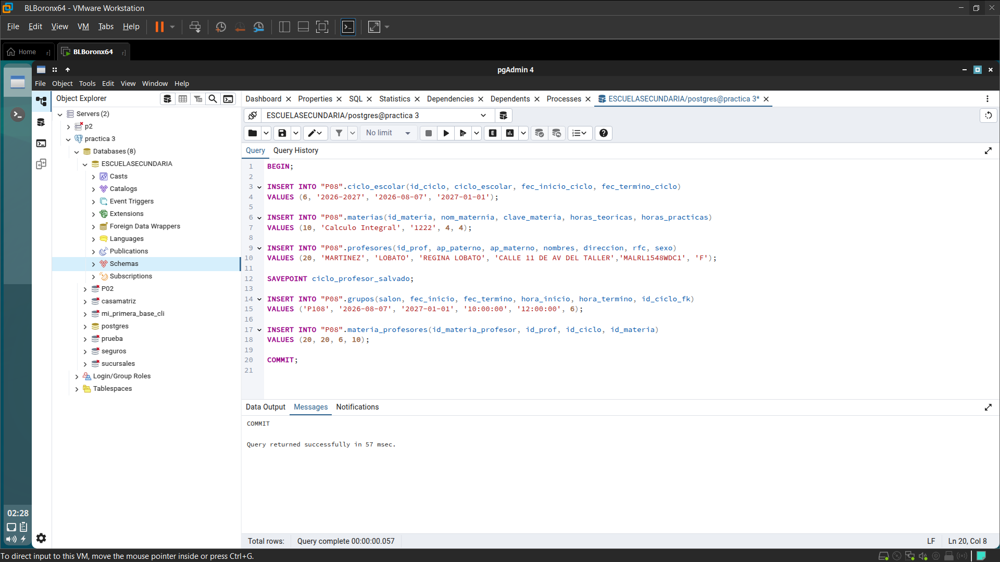 BLBoronx64 - VMware Workstation
File Edit View VM Tabs Help
Home
BLBoronx64
pgAdmin 4
File Object Tools Edit View Window Help
Object Explorer
Dashboard Properties SQL Statistics Dependencies Dependents Processes ESCUELASECUNDARIA/postgres@practica 3*
Servers (2)
p2
practica 3
Databases (8)
ESCUELASECUNDARIA
Casts
Catalogs
Event Triggers
Extensions
Foreign Data Wrappers
Languages
Publications
Schemas
Subscriptions
P02
casamatriz
mi_primera_base_cli
postgres
prueba
seguros
sucursales
Login/Group Roles
Tablespaces
ESCUELASECUNDARIA/postgres@practica 3
No limit
E
Query Query History
1 BEGIN;
2
3 INSERT INTO "P08".ciclo_escolar(id_ciclo, ciclo_escolar, fec_inicio_ciclo, fec_termino_ciclo)
4 VALUES (6, '2026-2027', '2026-08-07', '2027-01-01');
5
6 INSERT INTO "P08".materias(id_materia, nom_maternia, clave_materia, horas_teoricas, horas_practicas)
7 VALUES (10, 'Calculo Integral', '1222', 4, 4);
8
9 INSERT INTO "P08".profesores(id_prof, ap_paterno, ap_materno, nombres, direccion, rfc, sexo)
10 VALUES (20, 'MARTINEZ', 'LOBATO', 'REGINA LOBATO', 'CALLE 11 DE AV DEL TALLER','MALRL1548WDC1', 'F');
11
12 SAVEPOINT ciclo_profesor_salvado;
13
14 INSERT INTO "P08".grupos(salon, fec_inicio, fec_termino, hora_inicio, hora_termino, id_ciclo_fk)
15 VALUES ('P108', '2026-08-07', '2027-01-01', '10:00:00', '12:00:00', 6);
16
17 INSERT INTO "P08".materia_profesores(id_materia_profesor, id_prof, id_ciclo, id_materia)
18 VALUES (20, 20, 6, 10);
19
20 COMMIT;
21
Data Output Messages Notifications
COMMIT
Query returned successfully in 57 msec.
Total rows: Query complete 00:00:00.057 LF Ln 20, Col 8
02:28
To direct input to this VM, move the mouse pointer inside or press Ctrl+G.